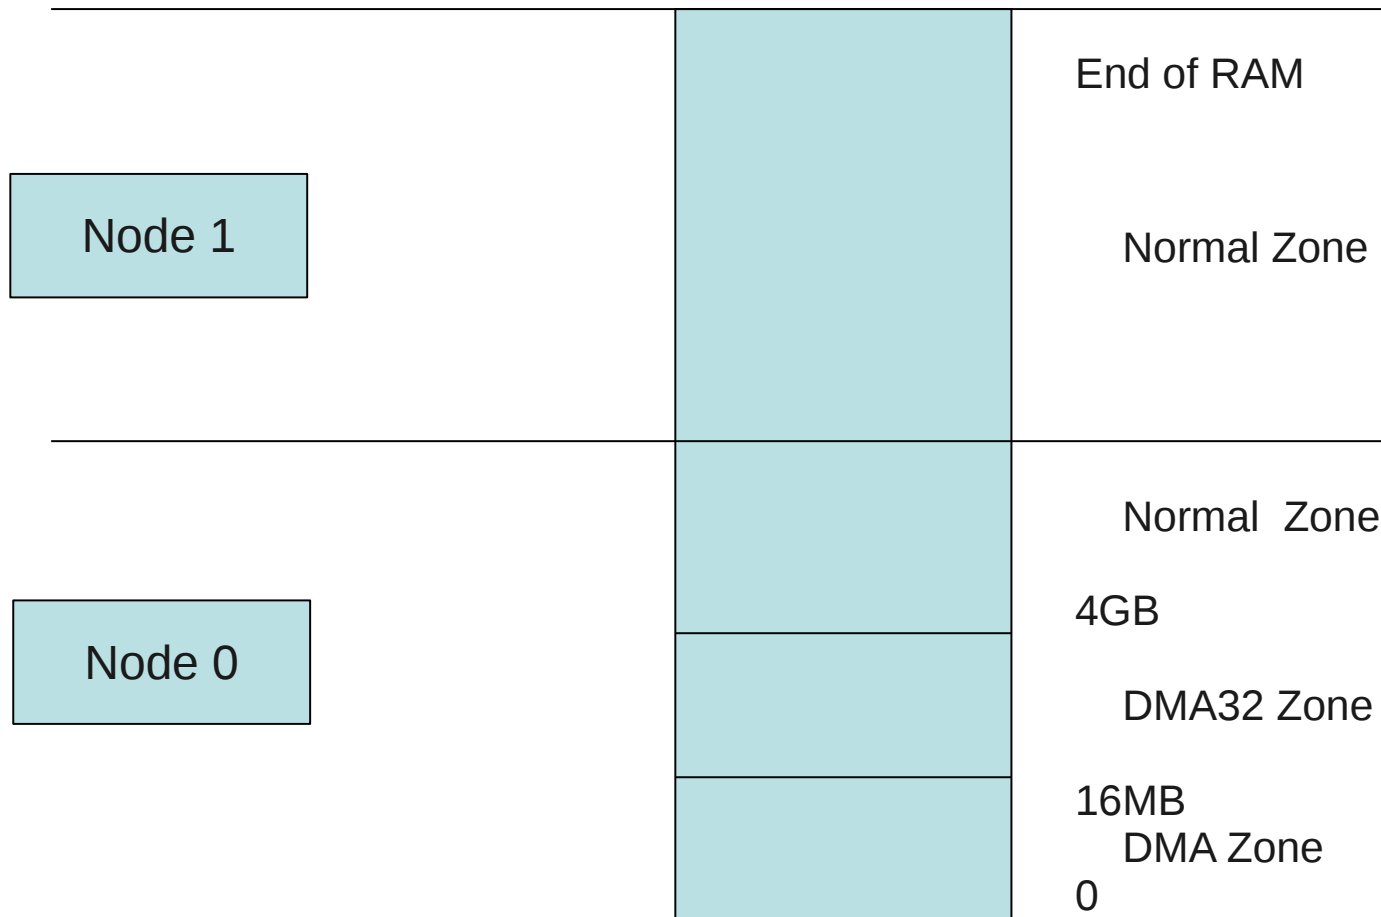 End of RAM
Node 1
Normal Zone
Normal  Zone
4GB
Node 0
DMA32 Zone
16MB
DMA Zone
0